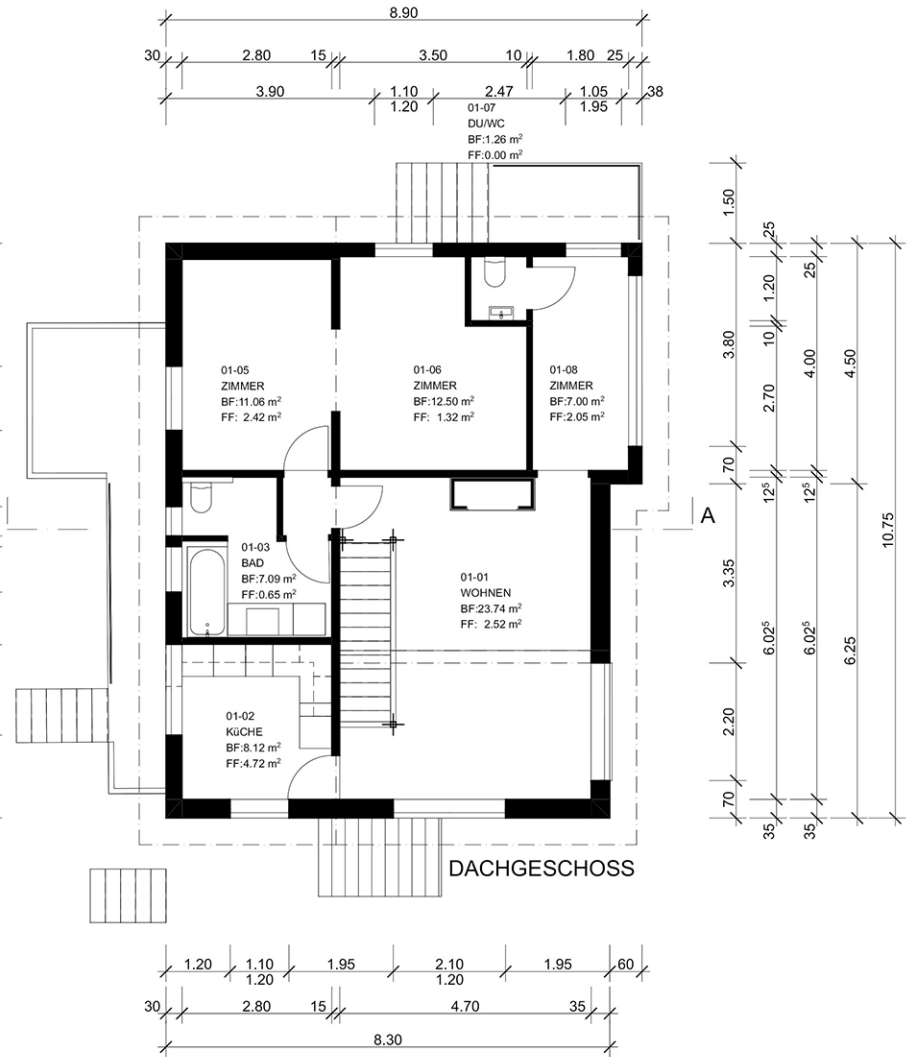 8.90
30 2.80 15 3.50 10 1.80 25
3.90 1.10 2.47 1.05 38
1.20 1.95
01-07
DU/WC
BF:1.26 m²
FF:0.00 m²
1.50
25
25
1.20
3.80
10
4.00
4.50
2.70
70
12⁵
12⁵
10.75
3.35
6.02⁵
6.02⁵
6.25
2.20
70
35
35
01-05
ZIMMER
BF:11.06 m²
FF: 2.42 m²
01-06
ZIMMER
BF:12.50 m²
FF: 1.32 m²
01-08
ZIMMER
BF:7.00 m²
FF:2.05 m²
A
01-03
BAD
BF:7.09 m²
FF:0.65 m²
01-01
WOHNEN
BF:23.74 m²
FF: 2.52 m²
01-02
KüCHE
BF:8.12 m²
FF:4.72 m²
DACHGESCHOSS
1.20 1.10 1.95 2.10 1.95 60
1.20 1.20
30 2.80 15 4.70 35
8.30